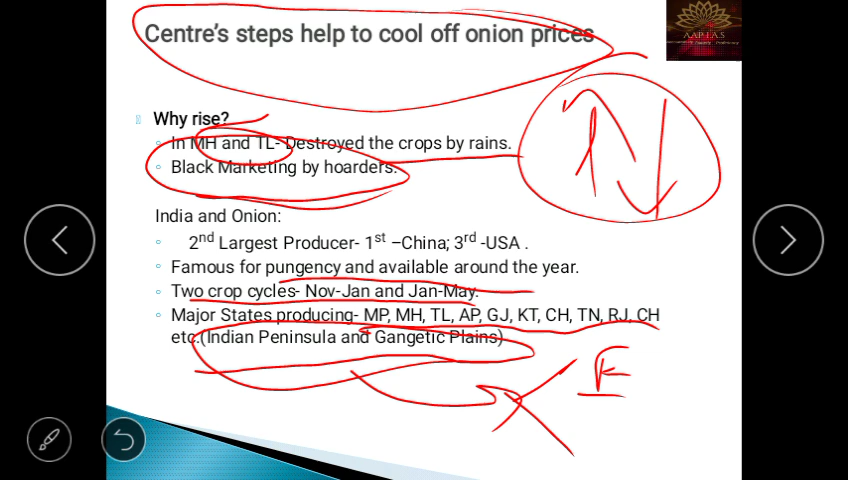 Centre's steps help to cool off onion prices
AAP I.A.S
Why rise?
In MH and TL- Destroyed the crops by rains.
Black Marketing by hoarders.
India and Onion:
2nd Largest Producer- 1st –China; 3rd -USA .
Famous for pungency and available around the year.
Two crop cycles- Nov-Jan and Jan-May.
Major States producing- MP, MH, TL, AP, GJ, KT, CH, TN, RJ, CH
etc.(Indian Peninsula and Gangetic Plains)